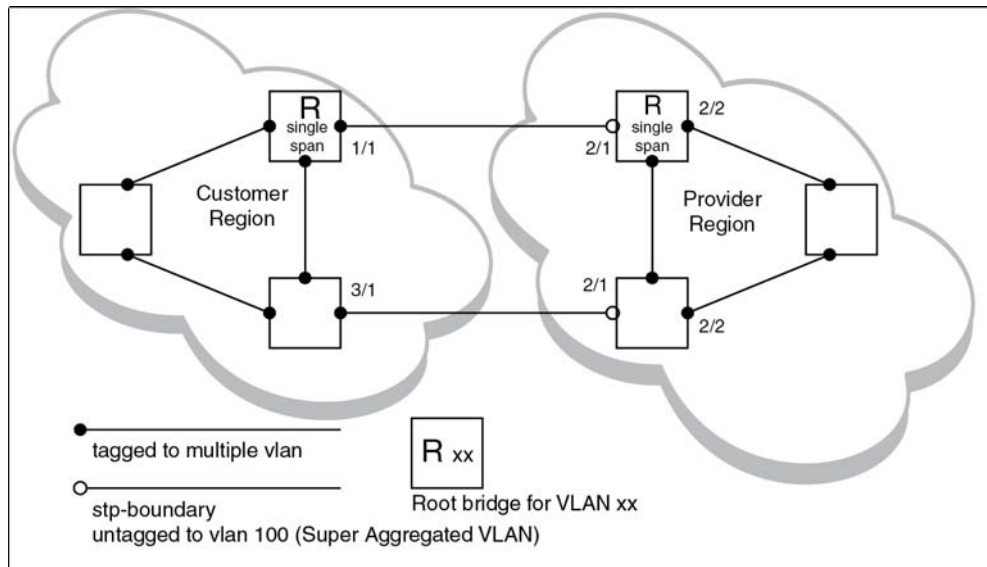 R
single
span
1/1
Customer
Region
3/1
R
single
span
2/1
2/2
Provider
Region
2/1
2/2
tagged to multiple vlan
stp-boundary
untagged to vlan 100 (Super Aggregated VLAN)
R xx
Root bridge for VLAN xx